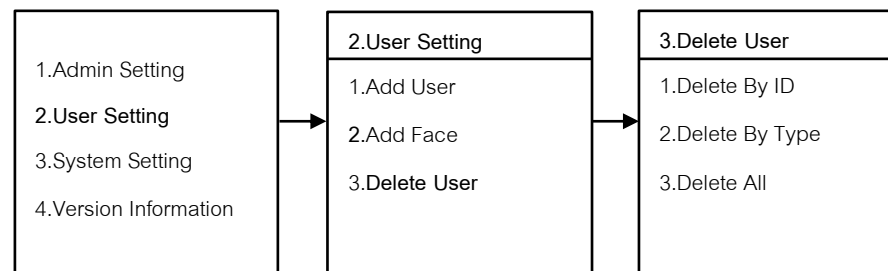 1.Admin Setting
2.User Setting
3.System Setting
4.Version Information
2.User Setting
1.Add User
2.Add Face
3.Delete User
3.Delete User
1.Delete By ID
2.Delete By Type
3.Delete All